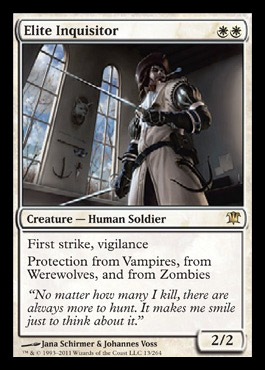 Elite Inquisitor
Creature — Human Soldier
First strike, vigilance
Protection from Vampires, from
Werewolves, and from Zombies
“No matter how many I kill, there are
always more to hunt. It makes me smile
just to think about it.”
2/2
Jana Schirmer & Johannes Voss
™ & © 1993–2011 Wizards of the Coast LLC 13/264